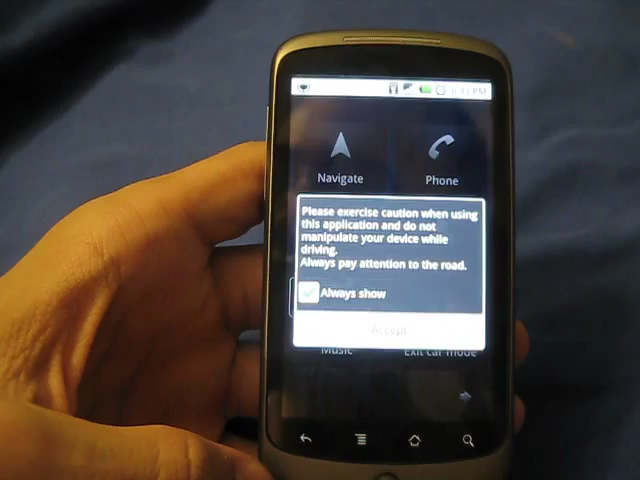 Navigate
Phone
Please exercise caution when using
this application and do not
manipulate your device while
driving.
Always pay attention to the road.
Always show
Accept
Music
Exit car mode